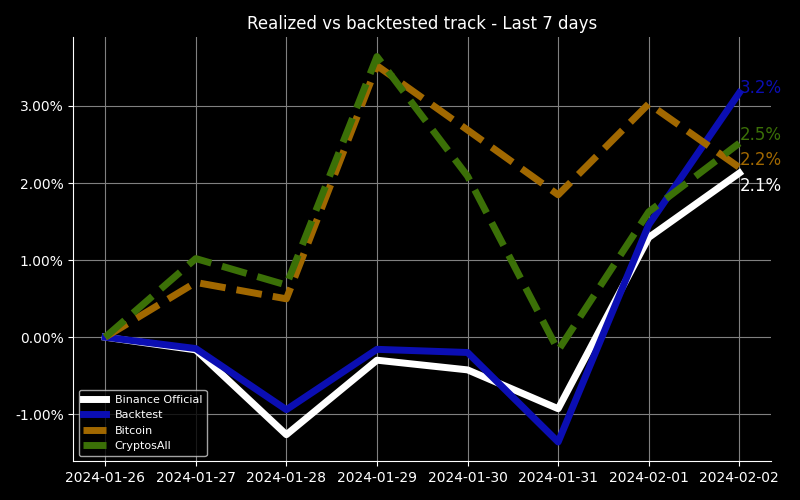 Realized vs backtested track - Last 7 days
3.00%
2.00%
1.00%
0.00%
-1.00%
3.2%
2.5%
2.2%
2.1%
Binance Official
Backtest
Bitcoin
CryptosAll
2024-01-26 2024-01-27 2024-01-28 2024-01-29 2024-01-30 2024-01-31 2024-02-01 2024-02-02